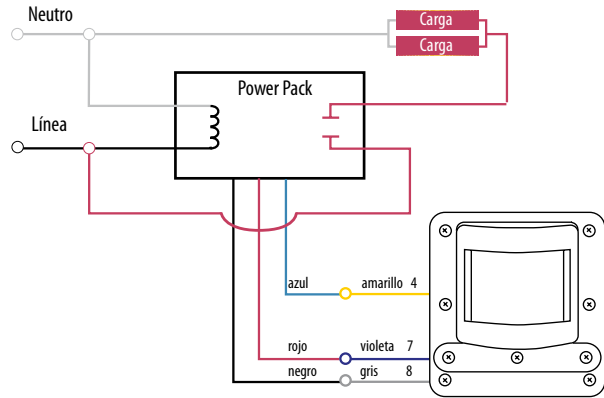 Neutro
Carga
Carga
Power Pack
Línea
azul amarillo 4
rojo violeta 7
negro gris 8